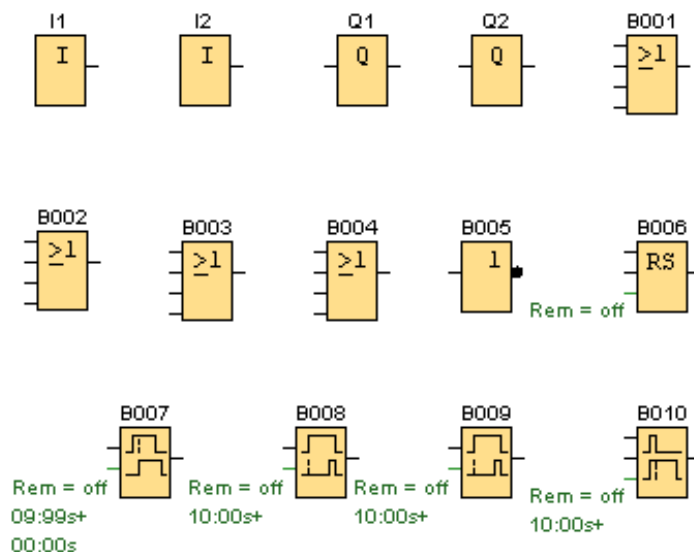 I1 I2 Q1 Q2 B001
I I Q Q ≥1
B002 B003 B004 B005 B006
≥1 ≥1 ≥1 1 RS
Rem = off
B007 B008 B009 B010
Rem = off Rem = off Rem = off Rem = off
09:99s+ 10:00s+ 10:00s+ 10:00s+
00:00s